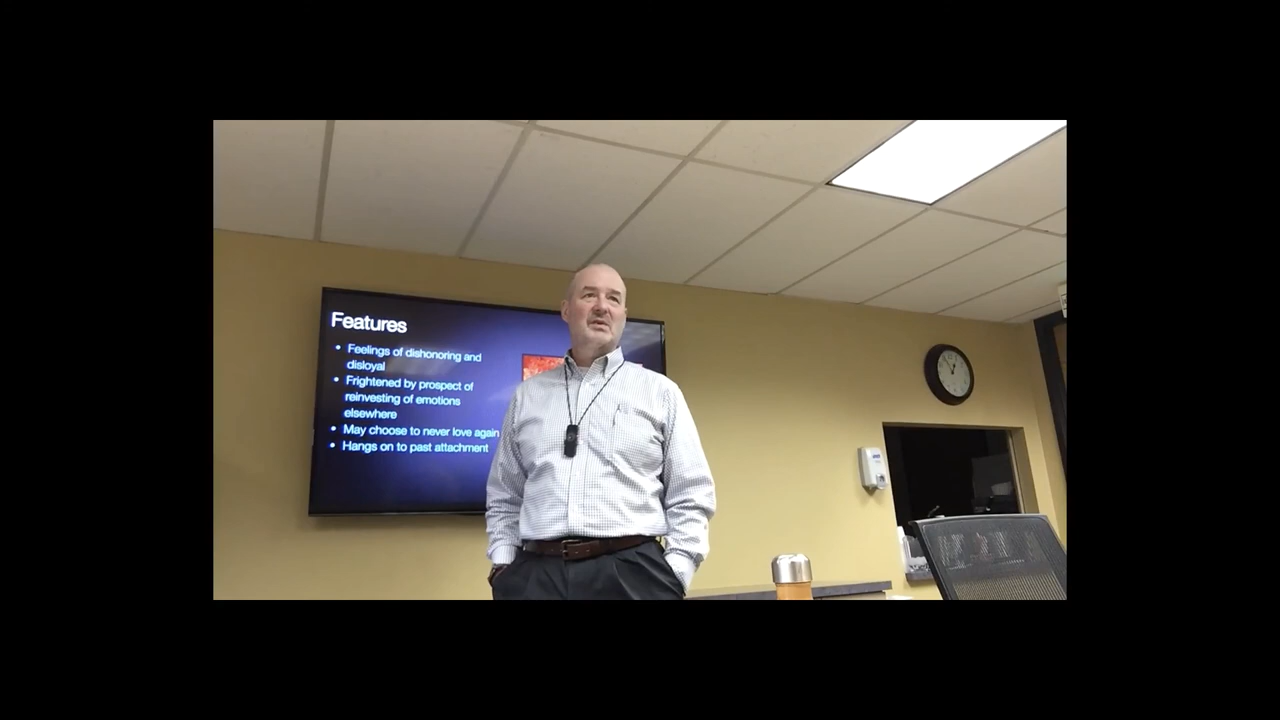 Features
• Feelings of dishonoring and
disloyal
• Frightened by prospect of
reinvesting of emotions
elsewhere
• May choose to never love again
• Hangs on to past attachment